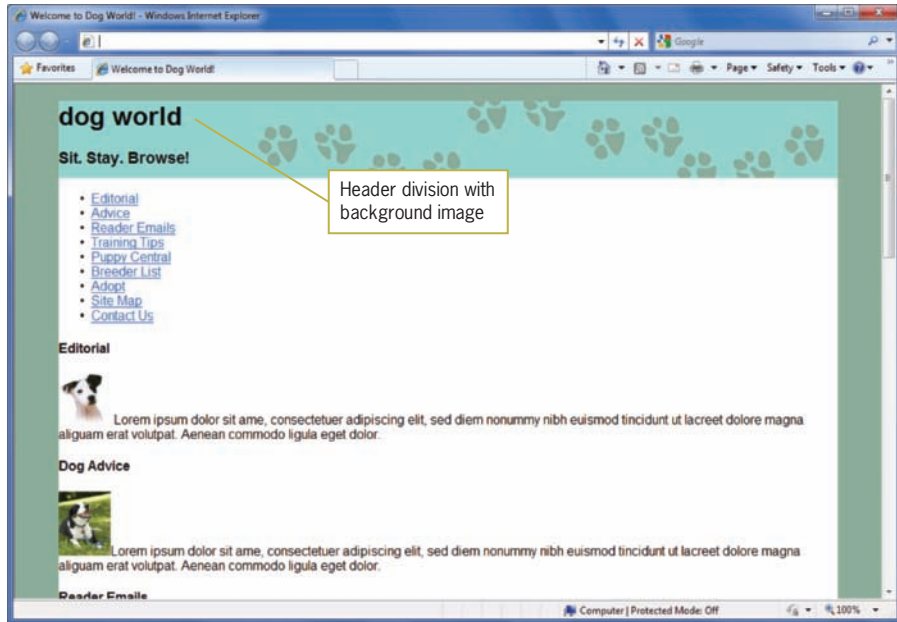 Welcome to Dog World! - Windows Internet Explorer
Google
Favorites
Welcome to Dog World!
Page
Safety
Tools
dog world
Sit. Stay. Browse!
Header division with
background image
Editorial
Advice
Reader Emails
Training Tips
Puppy Central
Breeder List
Adopt
Site Map
Contact Us
Editorial
Lorem ipsum dolor sit ame, consectetuer adipiscing elit, sed diem nonummy nibh euismod tincidunt ut lacreet dolore magna
aliguam erat volutpat. Aenean commodo ligula eget dolor.
Dog Advice
Lorem ipsum dolor sit ame, consectetuer adipiscing elit, sed diem nonummy nibh euismod tincidunt ut lacreet dolore magna
aliguam erat volutpat. Aenean commodo ligula eget dolor.
Reader Emails
Computer | Protected Mode: Off
100%